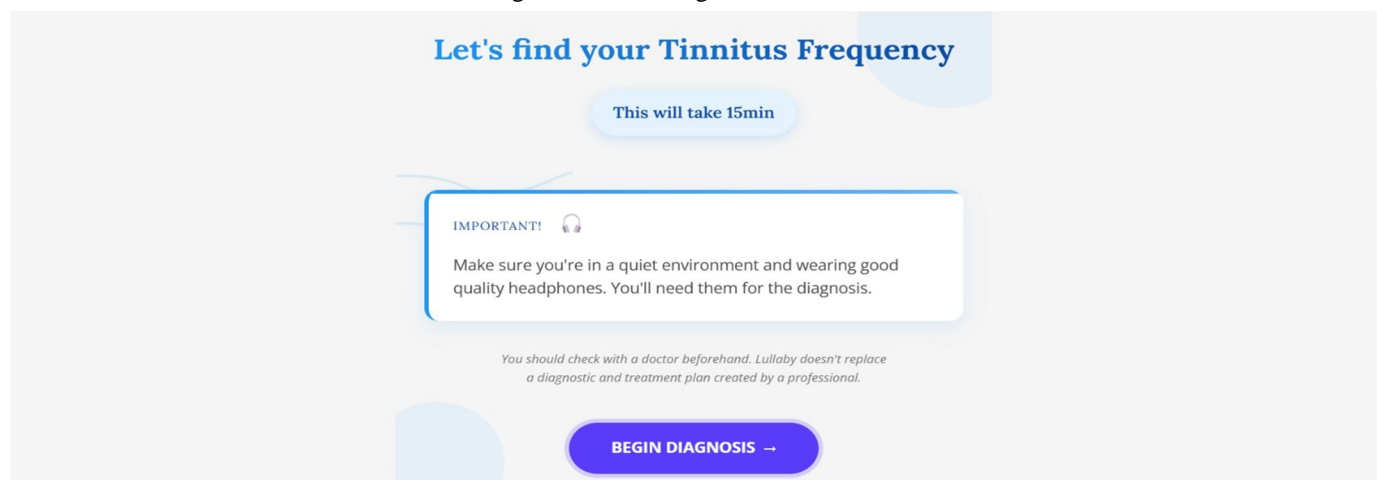 Let's find your Tinnitus Frequency
This will take 15min
IMPORTANT!
Make sure you're in a quiet environment and wearing good
quality headphones. You'll need them for the diagnosis.
You should check with a doctor beforehand. Lullaby doesn't replace
a diagnostic and treatment plan created by a professional.
BEGIN DIAGNOSIS →